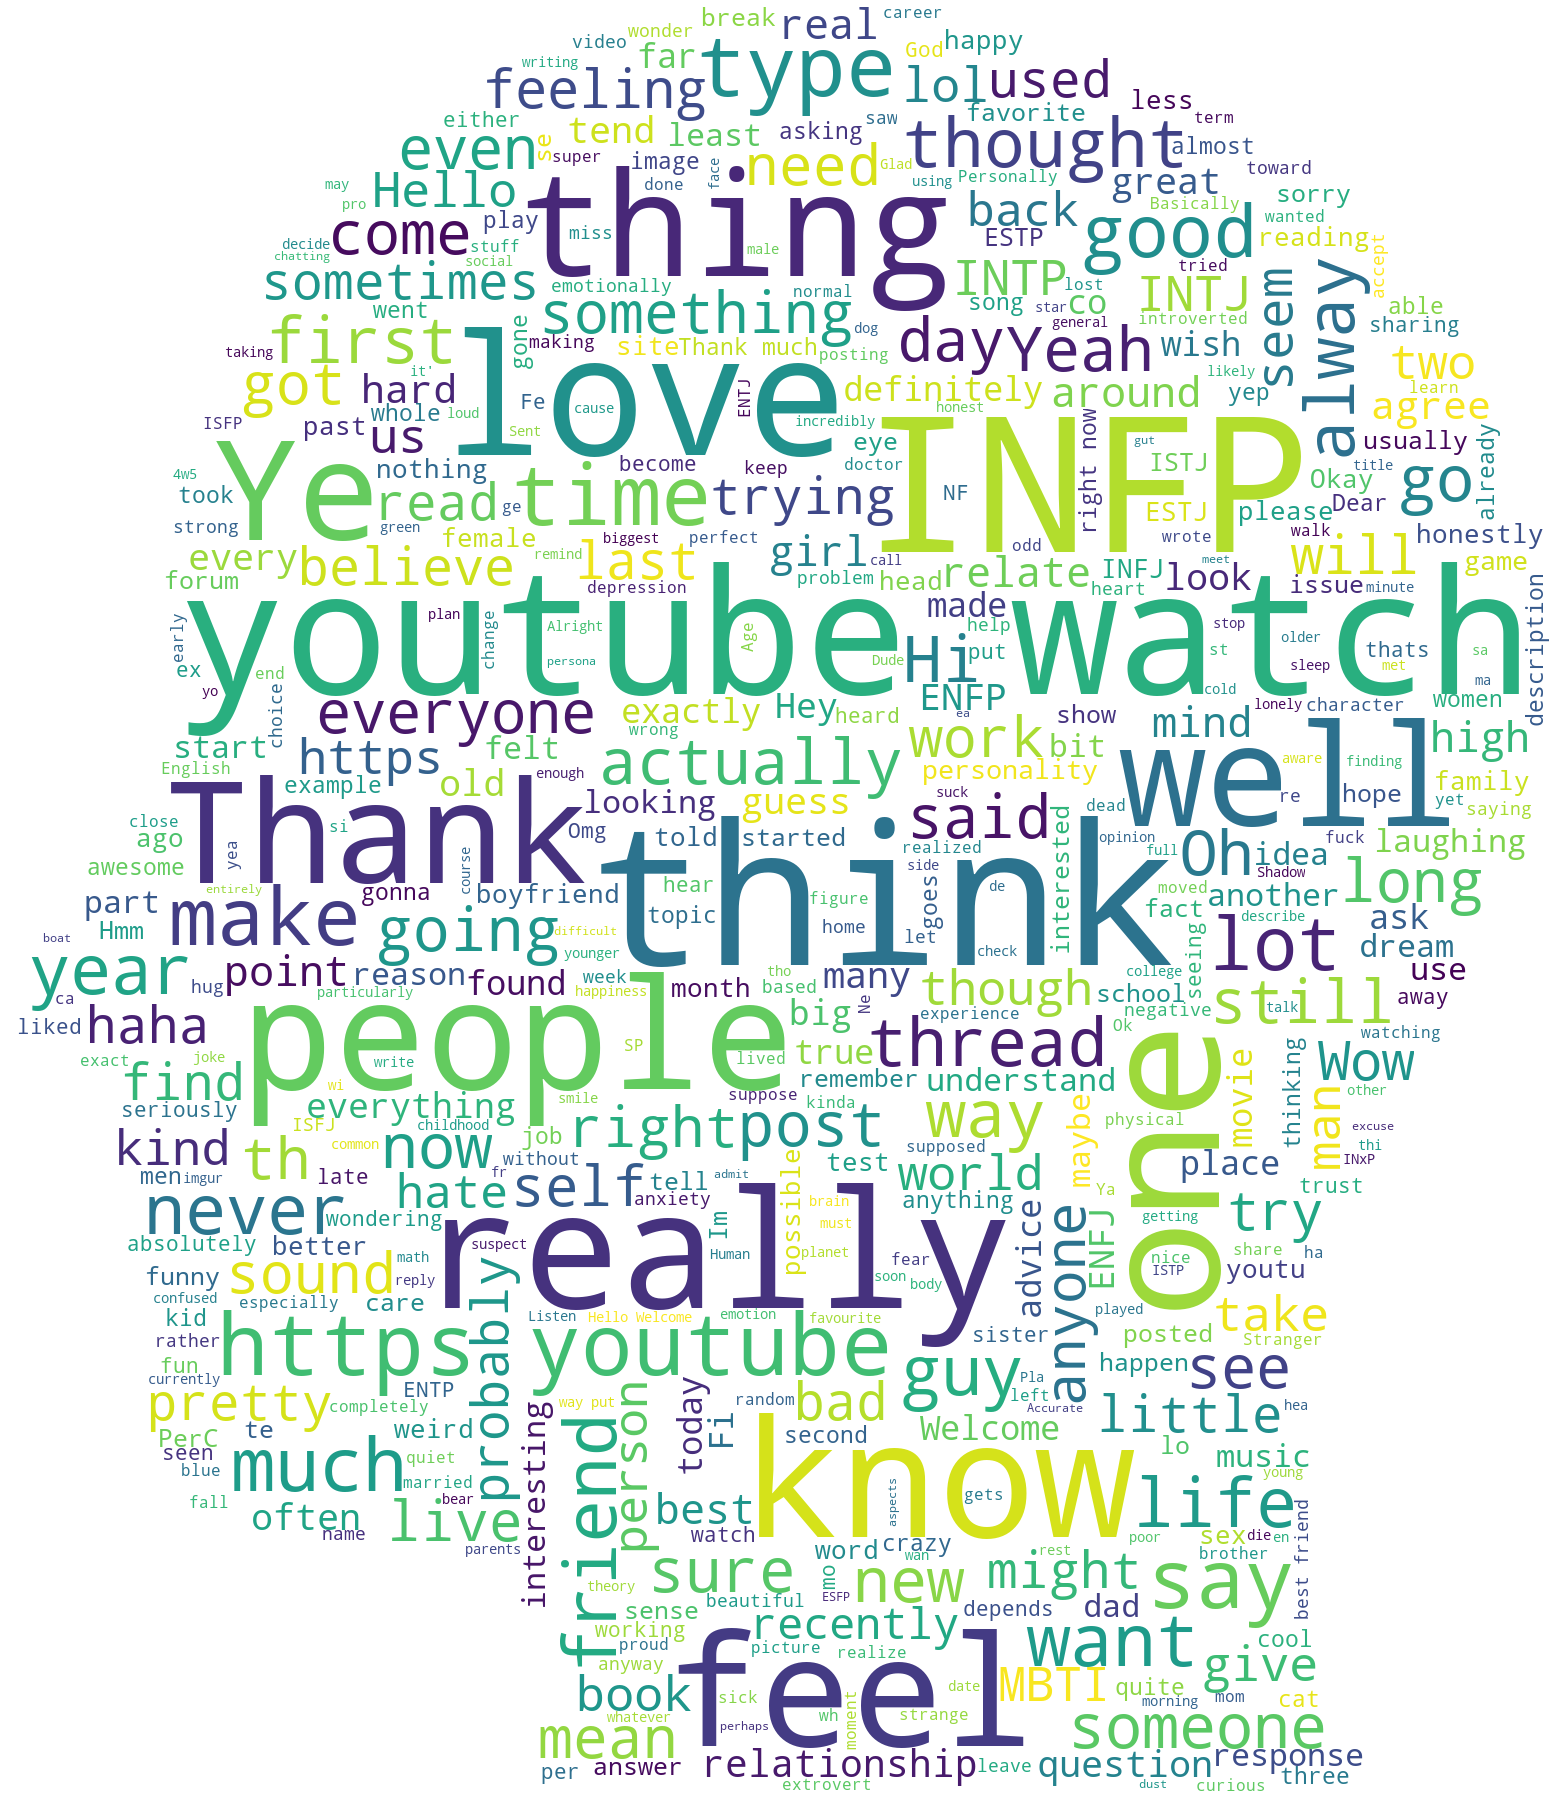 career
break real
wonder
video far God happy
writing type
feeling lol used less
favorite term
either tend least asking saw thought almost
even se
super image need Glad toward
Hello done face using Personally great
may pro play back Basically sorry
come thing good wanted
decide miss ESTP reading
chatting stuff male tried accept
social
sometimes emotionally normal INTP lost INTJ seem able
went something song co
dog star introverted sharing
first gone making site Thank much day Yeah general wish alway two
taking it' posting likely
got hard love definitely around yep learn
Fe cause ENTJ honest agree
ISFP whole loud Sent incredibly
past us eye right now gut usually
nothing become keep doctor INFP ISTJ title
4w5 Ye read time trying NF Okay go already
took ge Dear
strong green ESTJ please
female biggest perfect wrote walk honestly
every believe last remind girl call odd will game
forum problem head relate INFJ meet look issue minute
depression made heart
plan youtube watch stop description
early change Alright Age Hi help older thats
persona Dude put st sleep met sa
ex end cold
yo ENFP lonely character ma women
choice everyone exactly Hey heard ea show
wrong work mind high
start https felt actually bit well aware finding
English enough personality
example old looking guess suck re hope family
close Thank Omg said dead yet saying
ago si told started interested opinion fuck laughing
yea realized Oh idea
awesome course think side full Shadow
entirely gonna boyfriend hear de moved another long
part make figure goes fact describe ask
boat Hmm going difficult topic home let lot dream
younger check
year point reason found week tho many college seeing use
hug happiness month though school still away
ca particularly based negative talk
liked haha people SP big experience Ok watching
exact joke write lived true thread thinking Wow
find wi smile remember understand movie other
seriously everything suppose kinda one
ISFJ childhood right post way maybe physical man excuse
kind th common now job supposed thi
men imgur late without test world place INxP
fr self tell admit possible trust
never hate anxiety anything Ya
wondering Im brain advice anyone ENFJ getting try
absolutely better suspect must share
math Human planet fear nice ha
funny sound reply really soon body ISTP youtu
confused
kid especially care probably played take
Listen Hello Welcome emotion favourite sister posted
rather https youtube Stranger
fun guy happen see
currently ENTP random Pla left
pretty completely way put bad Accurate little hea
PerC te weird friend person today Fi second Welcome
seen interesting lo music
blue quiet know young
much married gets aspects life
fall often bear best
name live watch crazy sex die en
parents word poor brother best friend
theory sure mo wan rest
beautiful ESFP new might say
sense depends dad
working recently
proud picture realize want cool
anyway feel give
book sick date MBTI quite mom cat
whatever perhaps wh moment strange morning
mean someone
per answer relationship leave question response
extrovert dust three
curious